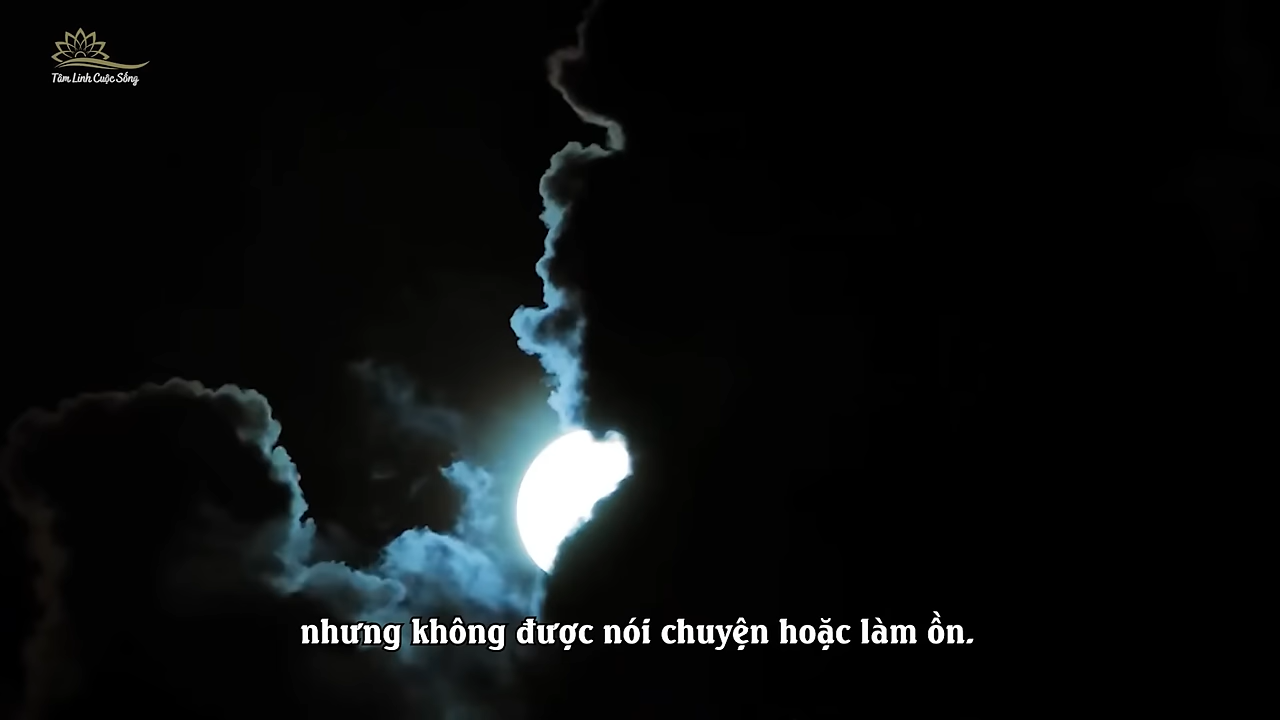 Tâm Linh Cuộc Sống
nhưng không được nói chuyện hoặc làm ồn.